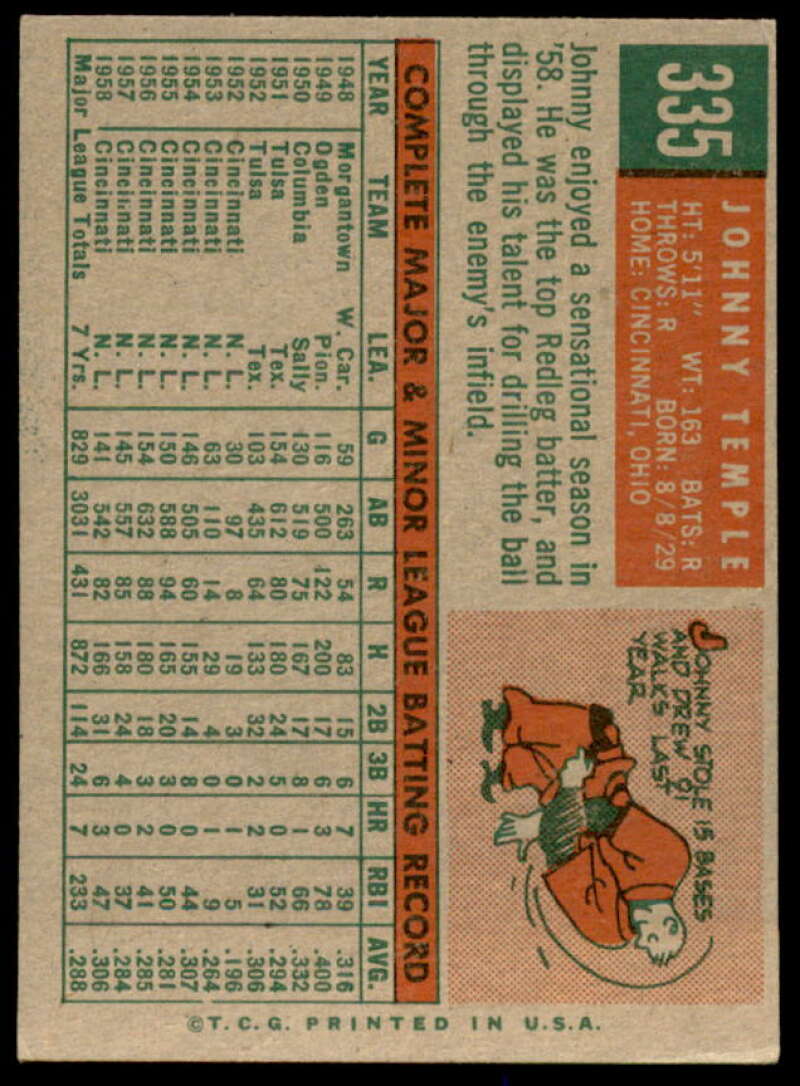 335
JOHNNY TEMPLE
HT: 5'11" WT: 163 BATS: R
THROWS: R BORN: 8/8/29
HOME: CINCINNATI, OHIO
Johnny enjoyed a sensational season in
'58. He was the top Redleg batter, and
displayed his talent for drilling the ball
through the enemy's infield.
JOHNNY STOLE 15 BASES
AND DREW 91
WALKS LAST
YEAR
COMPLETE MAJOR & MINOR LEAGUE BATTING RECORD
YEAR TEAM LEA. G AB R H 2B 3B HR RBI AVG.
1948 Morgantown W. Car. 59 263 54 83 15 6 7 39 .316
1949 Ogden Pion. 116 500 122 200 17 6 3 78 .400
1950 Columbia Sally 130 519 75 167 17 8 1 66 .332
1951 Tulsa Tex. 154 612 80 180 24 5 0 52 .294
1952 Tulsa Tex. 103 435 64 133 32 2 2 31 .306
1952 Cincinnati N. L. 30 97 8 19 3 0 1 5 .196
1953 Cincinnati N. L. 63 110 14 29 4 0 1 9 .264
1954 Cincinnati N. L. 146 505 60 155 14 8 0 44 .307
1955 Cincinnati N. L. 150 588 94 165 20 3 0 50 .281
1956 Cincinnati N. L. 154 632 88 180 18 3 2 41 .285
1957 Cincinnati N. L. 145 557 85 158 24 4 0 37 .284
1958 Cincinnati N. L. 141 542 82 166 31 6 3 47 .306
Major League Totals 7 Yrs. 829 3031 431 872 114 24 7 233 .288
©T.C.G. PRINTED IN U.S.A.